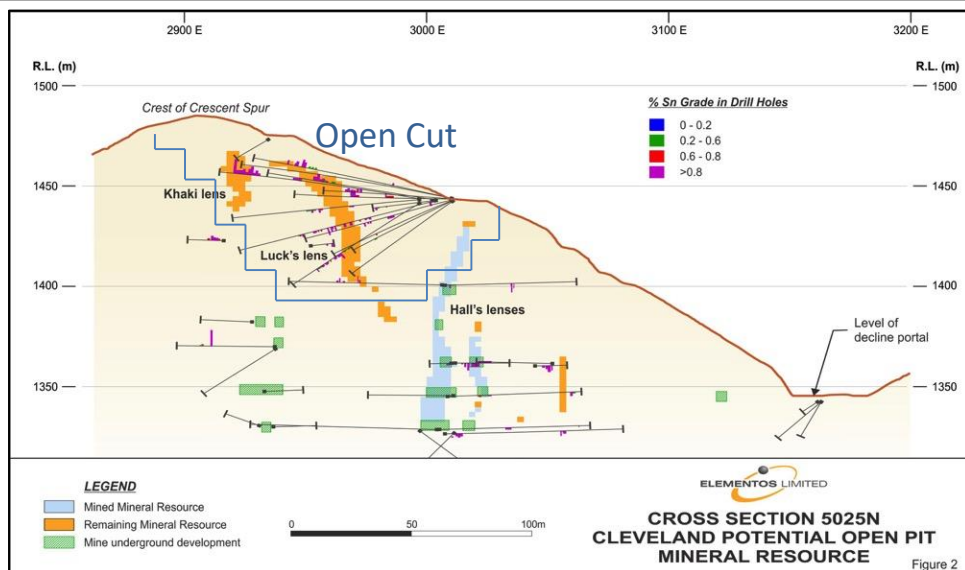 2900 E 3000 E 3100 E 3200 E
R.L. (m) R.L. (m)
1500 1500
Crest of Crescent Spur
Open Cut
% Sn Grade in Drill Holes
0 - 0.2
0.2 - 0.6
0.6 - 0.8
>0.8
1450 1450
Khaki lens
Luck's lens
1400 1400
Hall's lenses
Level of
decline portal
1350 1350
LEGEND
Mined Mineral Resource
Remaining Mineral Resource
Mine underground development
0 50 100m
ELEMENTOS LIMITED
CROSS SECTION 5025N
CLEVELAND POTENTIAL OPEN PIT
MINERAL RESOURCE
Figure 2